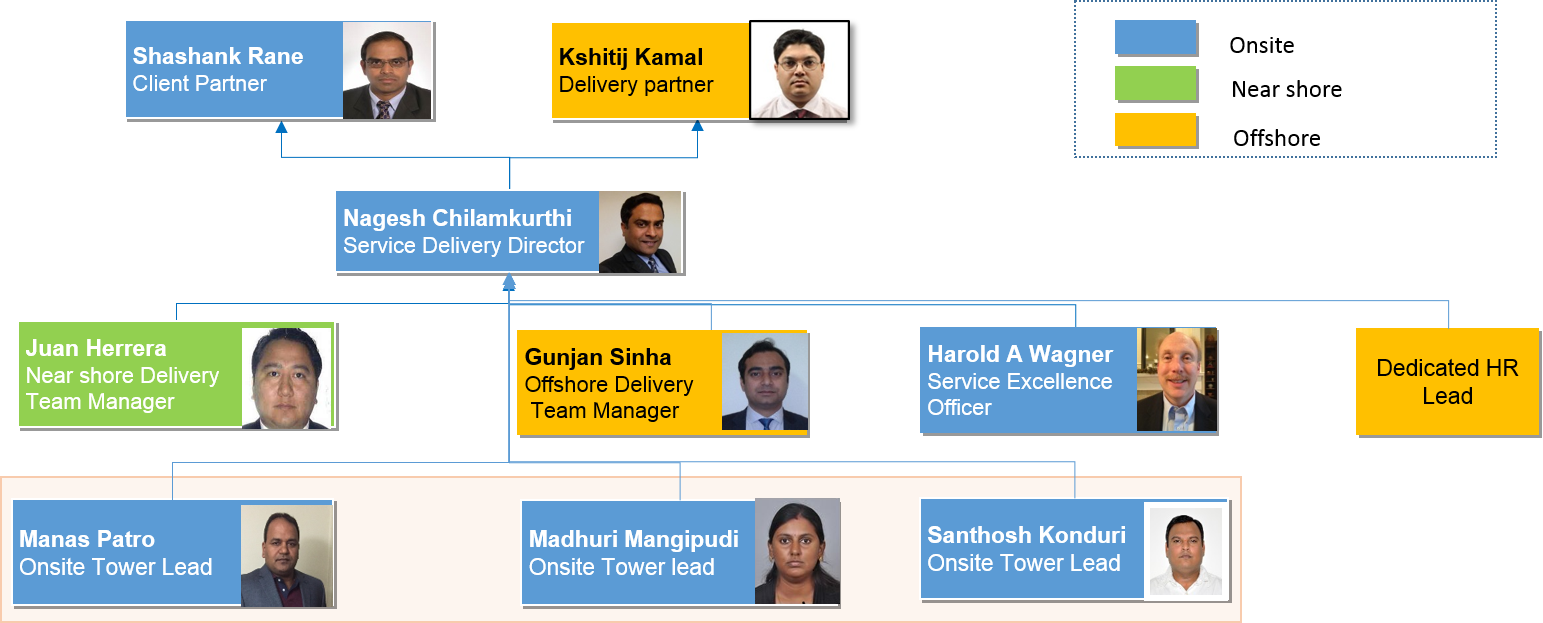 Shashank Rane
Client Partner
Kshitij Kamal
Delivery partner
Onsite
Near shore
Offshore
Nagesh Chilamkurthi
Service Delivery Director
Juan Herrera
Near shore Delivery
Team Manager
Gunjan Sinha
Offshore Delivery
Team Manager
Harold A Wagner
Service Excellence
Officer
Dedicated HR
Lead
Manas Patro
Onsite Tower Lead
Madhuri Mangipudi
Onsite Tower lead
Santhosh Konduri
Onsite Tower Lead